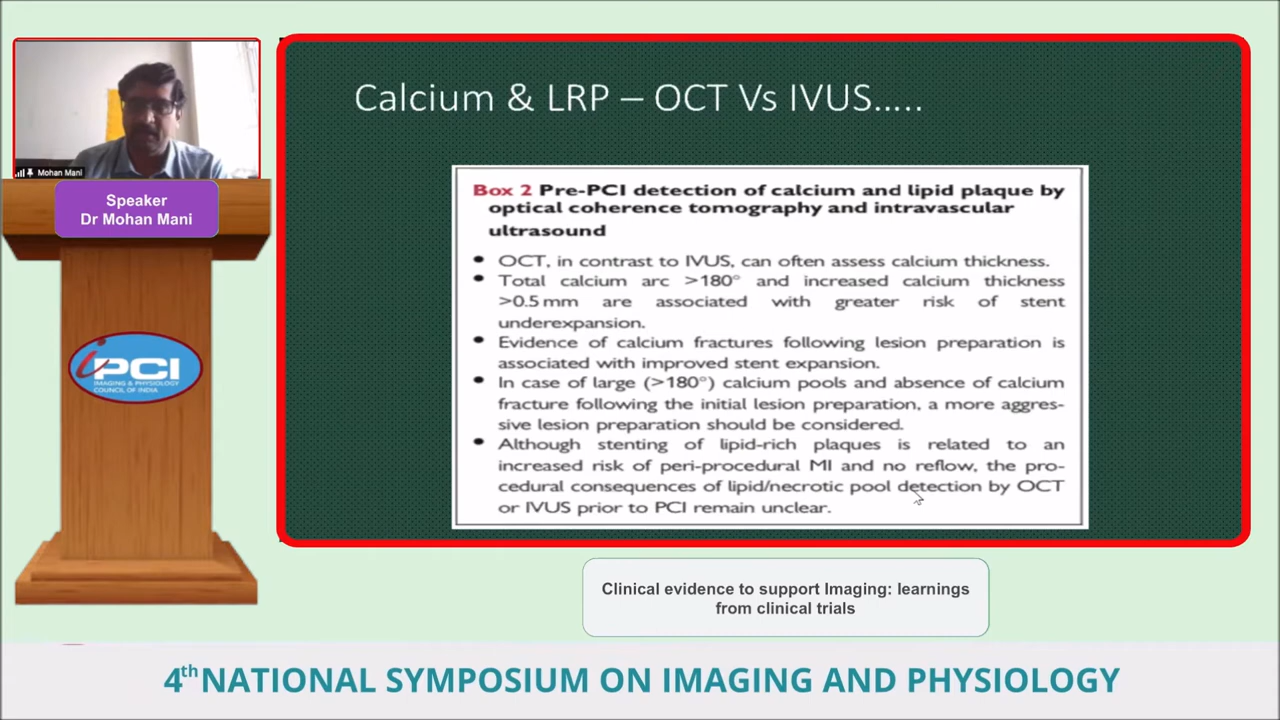 Calcium & LRP – OCT Vs IVUS…..
Mohan Mani
Speaker
Dr Mohan Mani
Box 2 Pre-PCI detection of calcium and lipid plaque by
optical coherence tomography and intravascular
ultrasound
• OCT, in contrast to IVUS, can often assess calcium thickness.
• Total calcium arc >180° and increased calcium thickness
>0.5 mm are associated with greater risk of stent
underexpansion.
• Evidence of calcium fractures following lesion preparation is
associated with improved stent expansion.
• In case of large (>180°) calcium pools and absence of calcium
fracture following the initial lesion preparation, a more aggres-
sive lesion preparation should be considered.
• Although stenting of lipid-rich plaques is related to an
increased risk of peri-procedural MI and no reflow, the pro-
cedural consequences of lipid/necrotic pool detection by OCT
or IVUS prior to PCI remain unclear.
iPCI
IMAGING & PHYSIOLOGY
COUNCIL OF INDIA
Clinical evidence to support Imaging: learnings
from clinical trials
4th NATIONAL SYMPOSIUM ON IMAGING AND PHYSIOLOGY